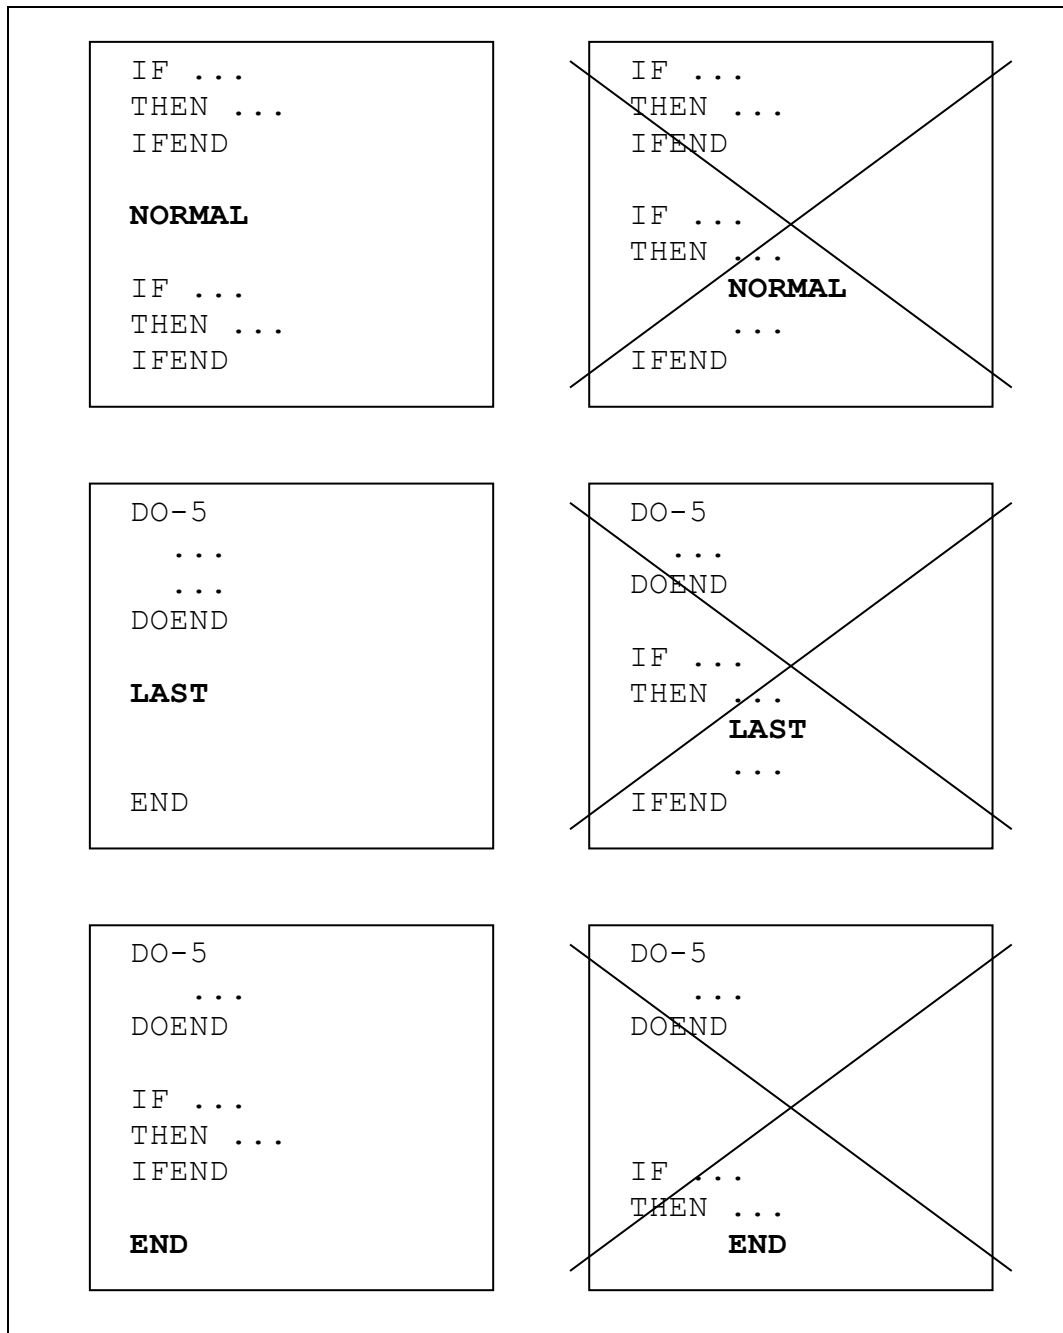 IF ...
THEN ...
IFEND
NORMAL
IF ...
THEN ...
IFEND
IF ...
THEN ...
IFEND
IF ...
THEN ...
NORMAL
...
IFEND
DO-5
...
...
DOEND
LAST
END
DO-5
...
DOEND
IF ...
THEN ...
LAST
...
IFEND
DO-5
...
DOEND
IF ...
THEN ...
IFEND
END
DO-5
...
DOEND
IF ...
THEN ...
END